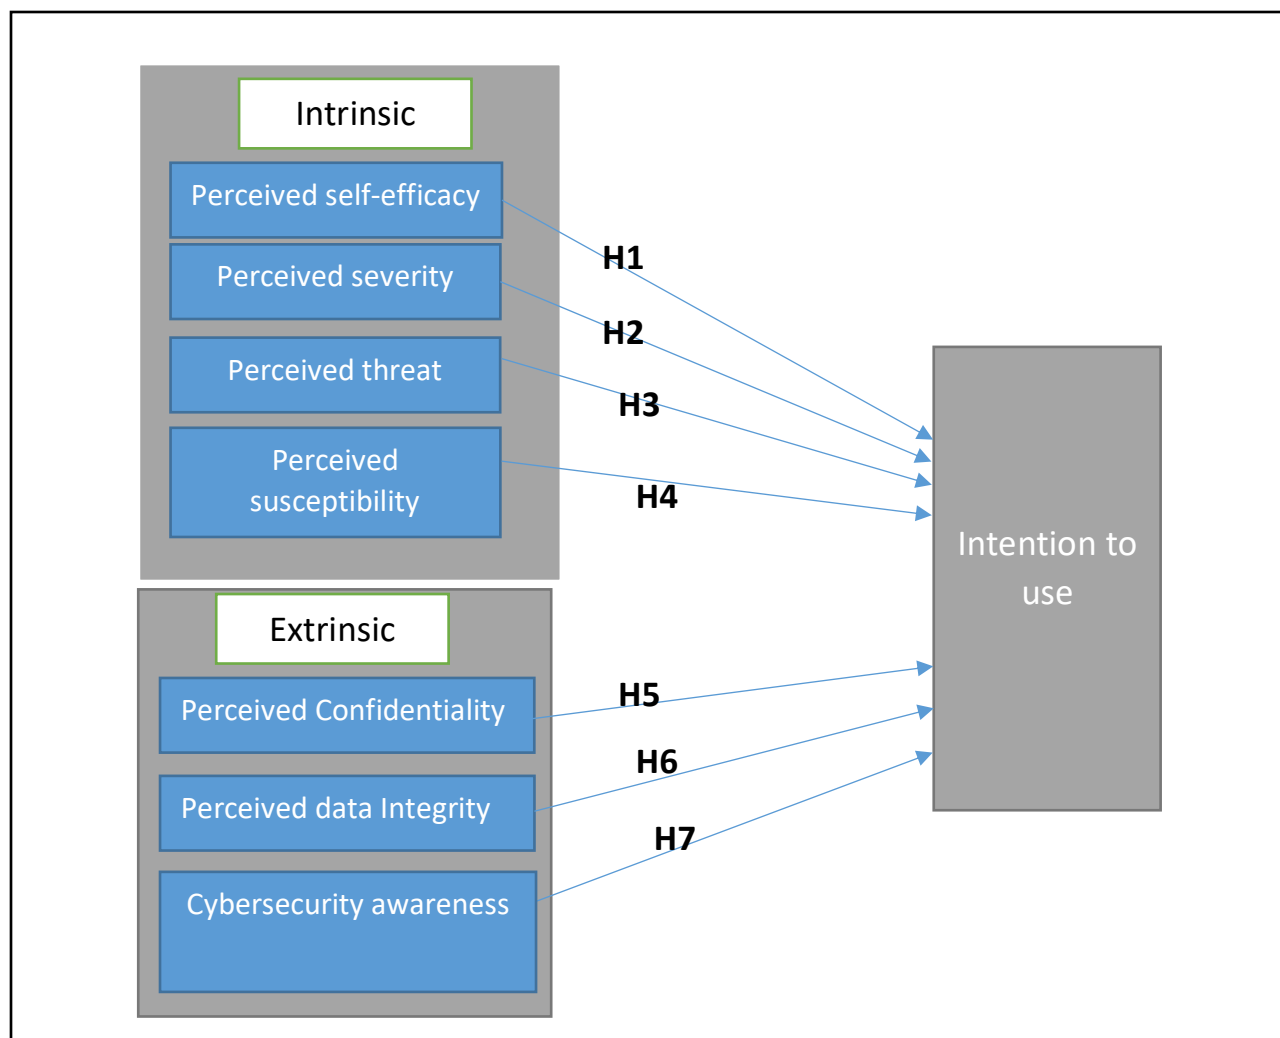 Intrinsic
Perceived self-efficacy
Perceived severity
Perceived threat
Perceived
susceptibility
H1
H2
H3
H4
Extrinsic
Perceived Confidentiality
Perceived data Integrity
Cybersecurity awareness
H5
H6
H7
Intention to
use